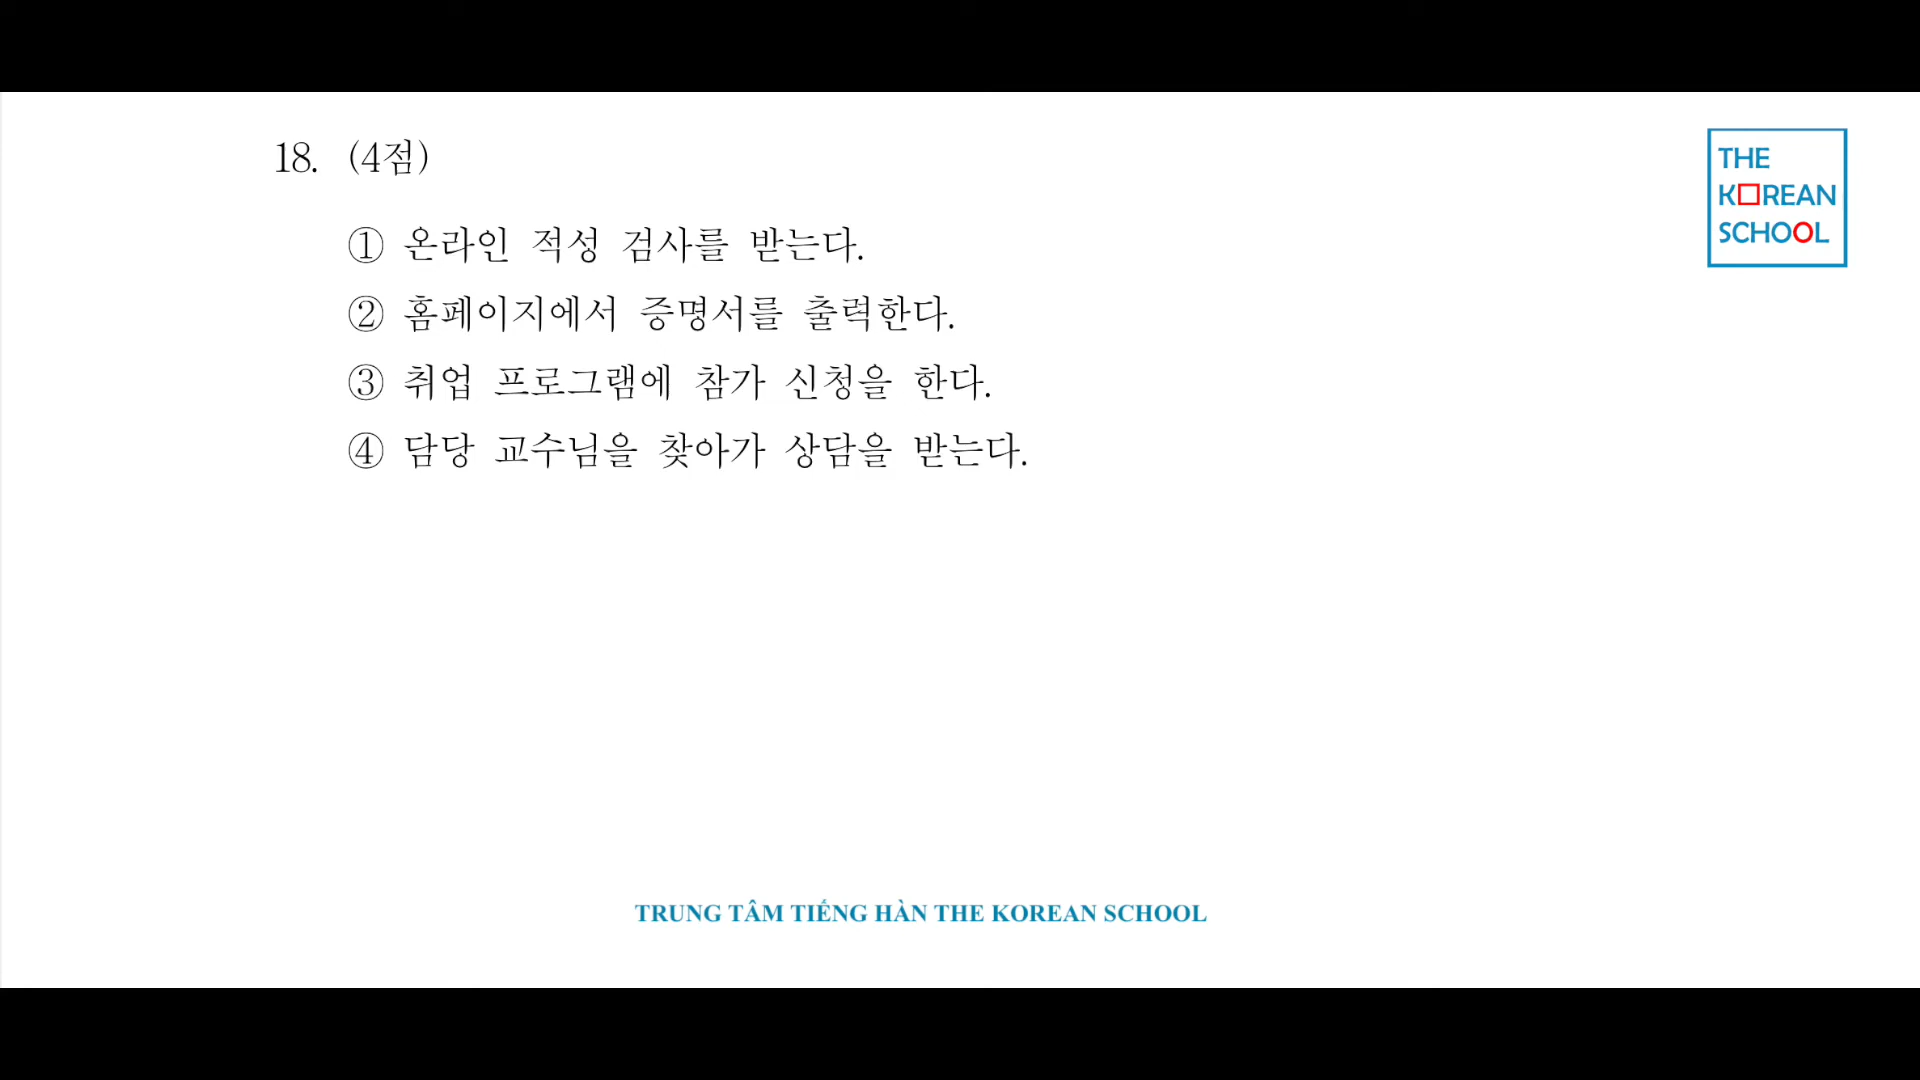 18. (4점)
① 온라인 적성 검사를 받는다.
② 홈페이지에서 증명서를 출력한다.
③ 취업 프로그램에 참가 신청을 한다.
④ 담당 교수님을 찾아가 상담을 받는다.
THE
KOREAN
SCHOOL
TRUNG TÂM TIẾNG HÀN THE KOREAN SCHOOL